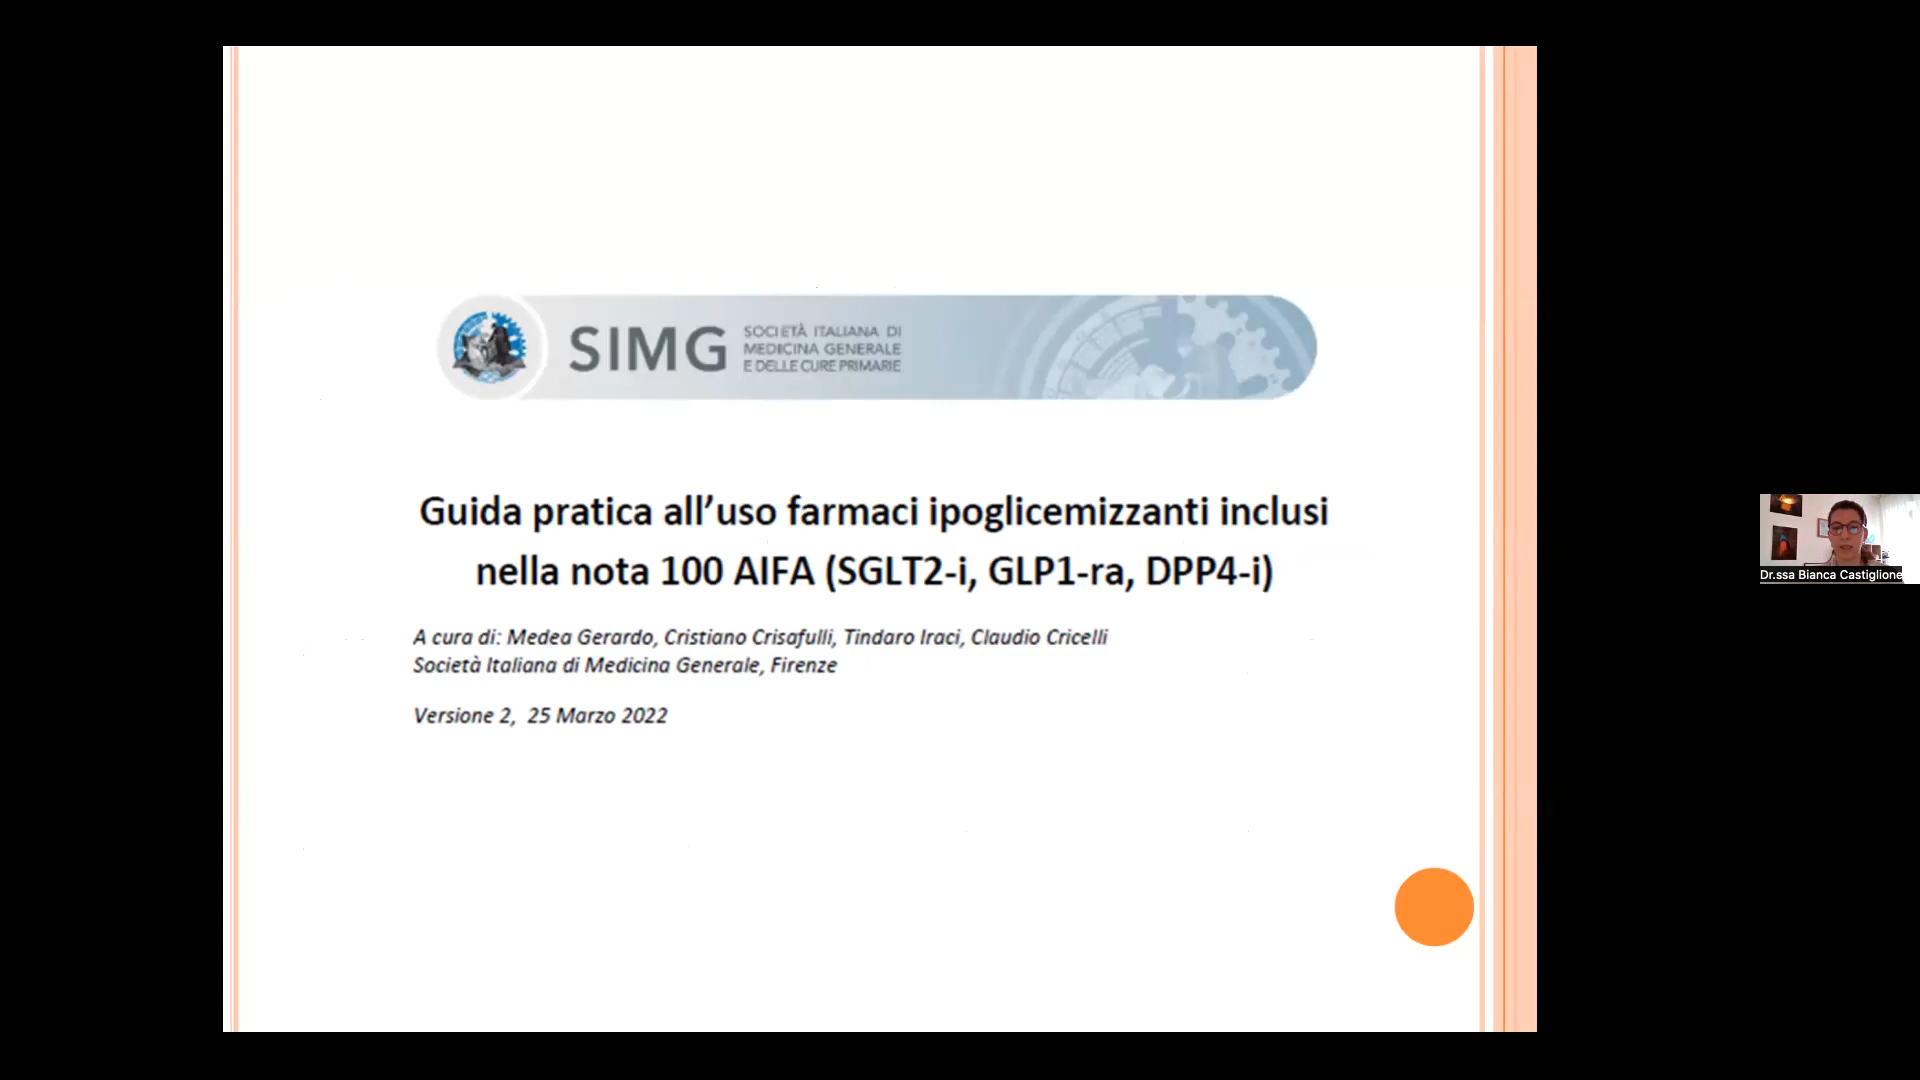 SIMG
SOCIETÀ ITALIANA DI
MEDICINA GENERALE
E DELLE CURE PRIMARIE
Guida pratica all’uso farmaci ipoglicemizzanti inclusi
nella nota 100 AIFA (SGLT2-i, GLP1-ra, DPP4-i)
A cura di: Medea Gerardo, Cristiano Crisafulli, Tindaro Iraci, Claudio Cricelli
Società Italiana di Medicina Generale, Firenze
Versione 2, 25 Marzo 2022
Dr.ssa Bianca Castiglione